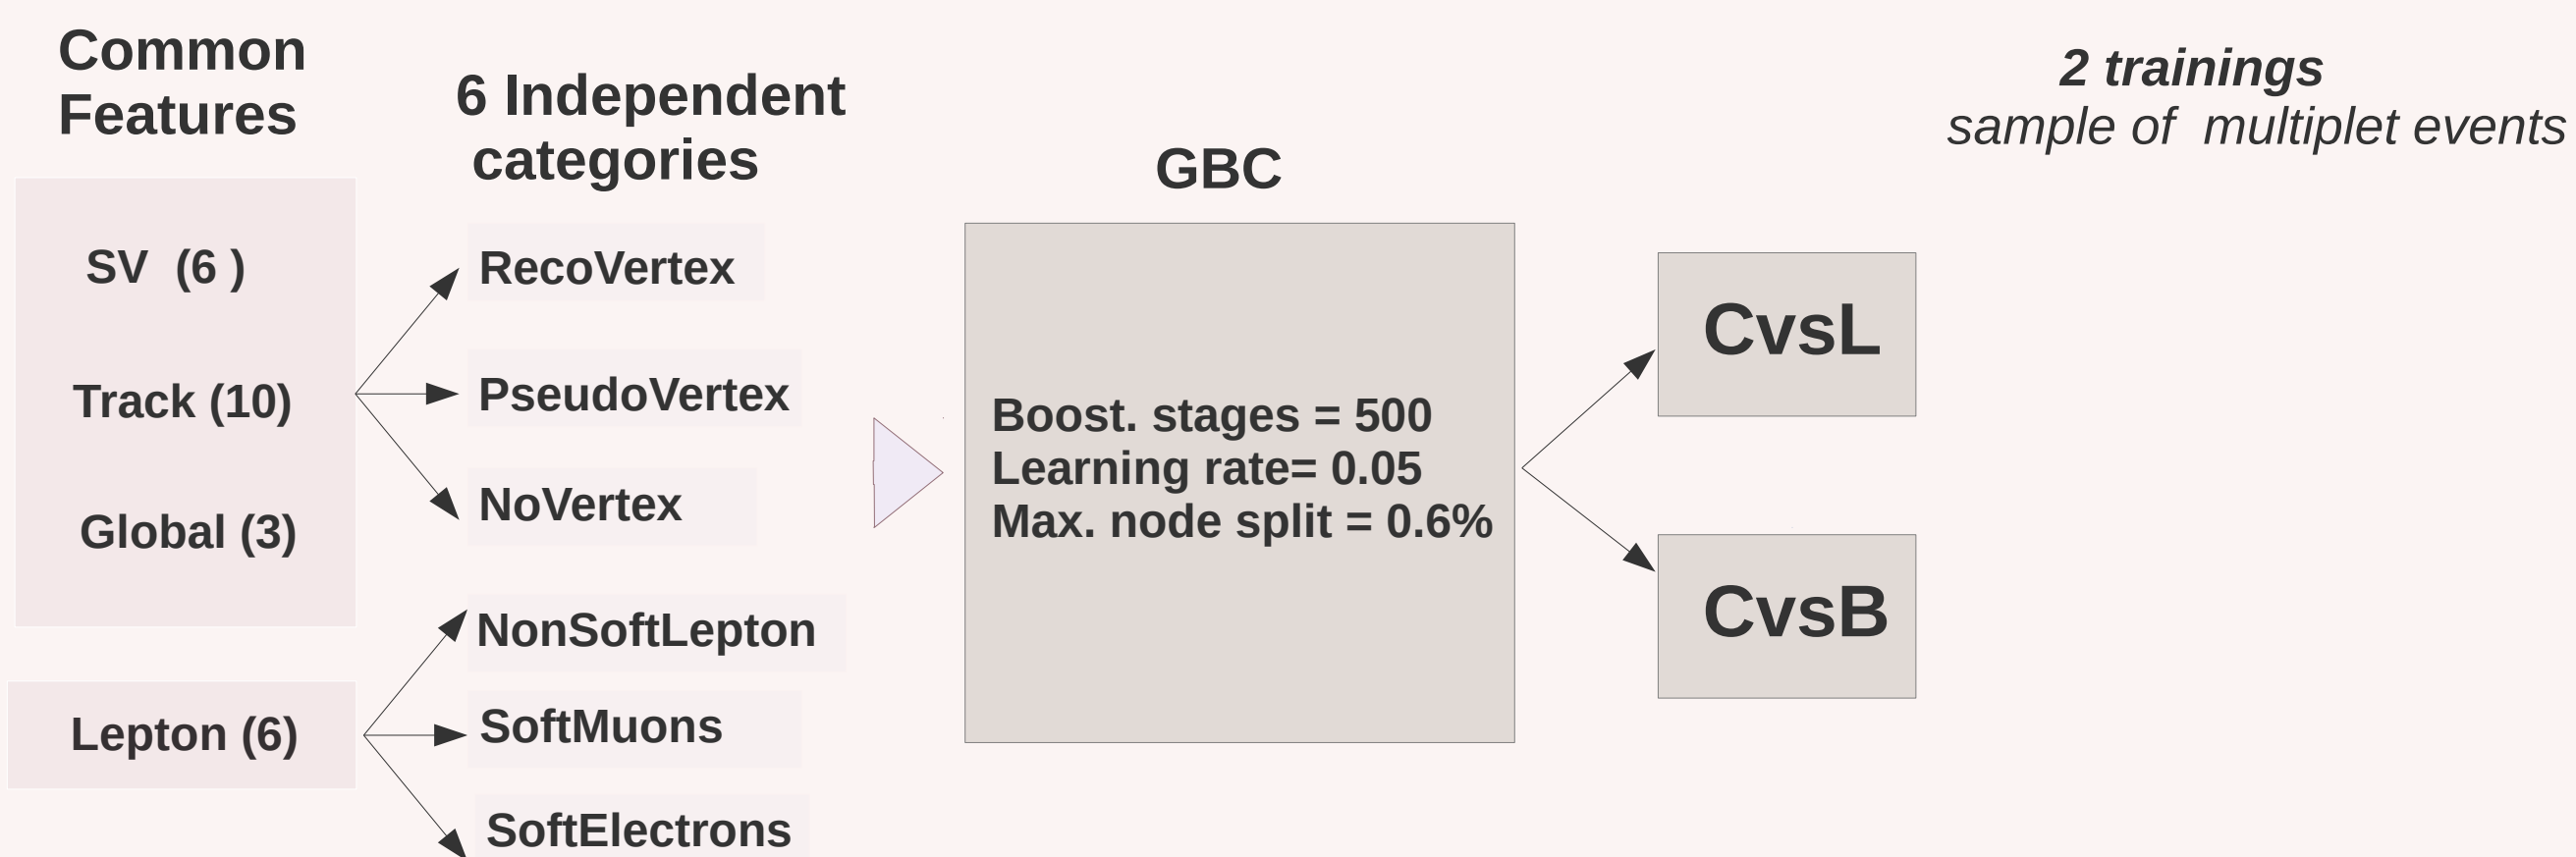 Common
Features
SV  (6 )
Track (10)
Global (3)
Lepton (6)
6 Independent
categories
RecoVertex
PseudoVertex
NoVertex
NonSoftLepton
SoftMuons
SoftElectrons
GBC
Boost. stages = 500
Learning rate= 0.05
Max. node split = 0.6%
CvsL
CvsB
2 trainings
sample of  multiplet events